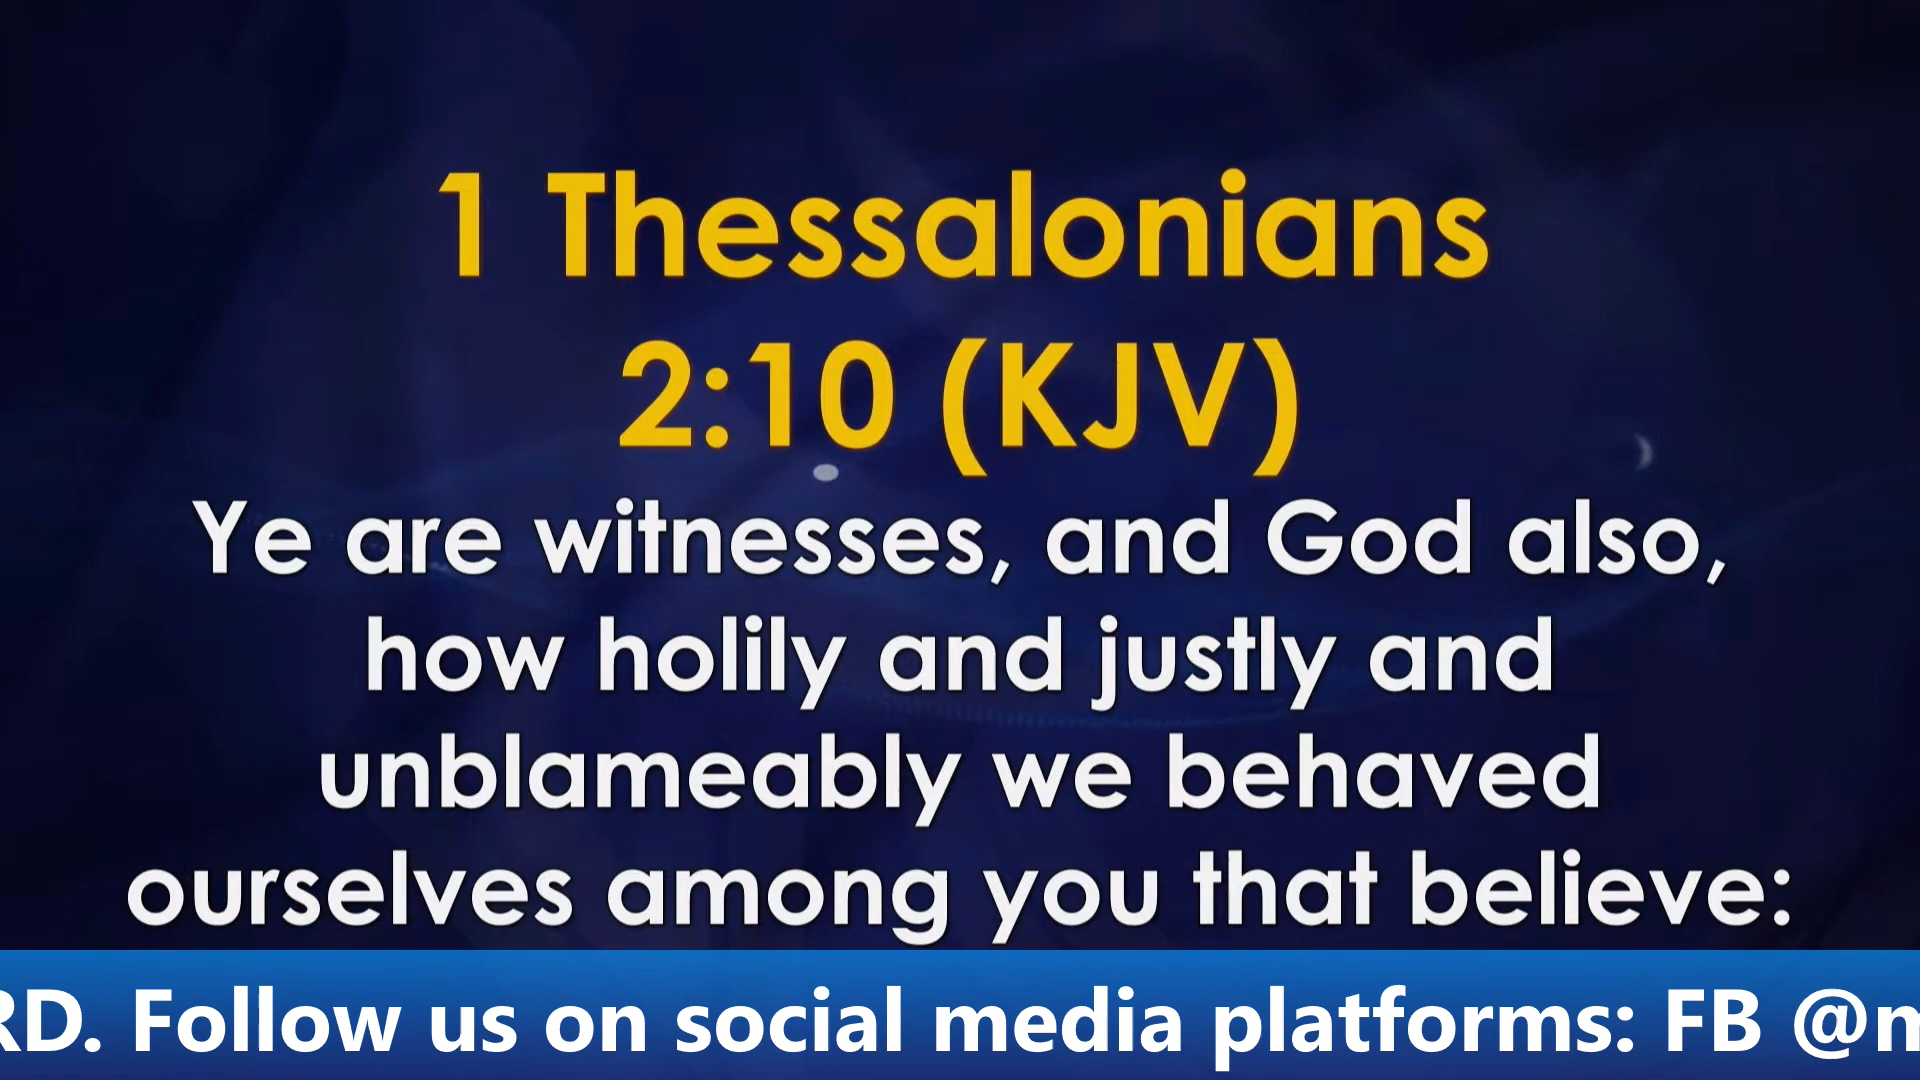 1 Thessalonians
2:10 (KJV)
Ye are witnesses, and God also,
how holily and justly and
unblameably we behaved
ourselves among you that believe:
RD. Follow us on social media platforms: FB @m